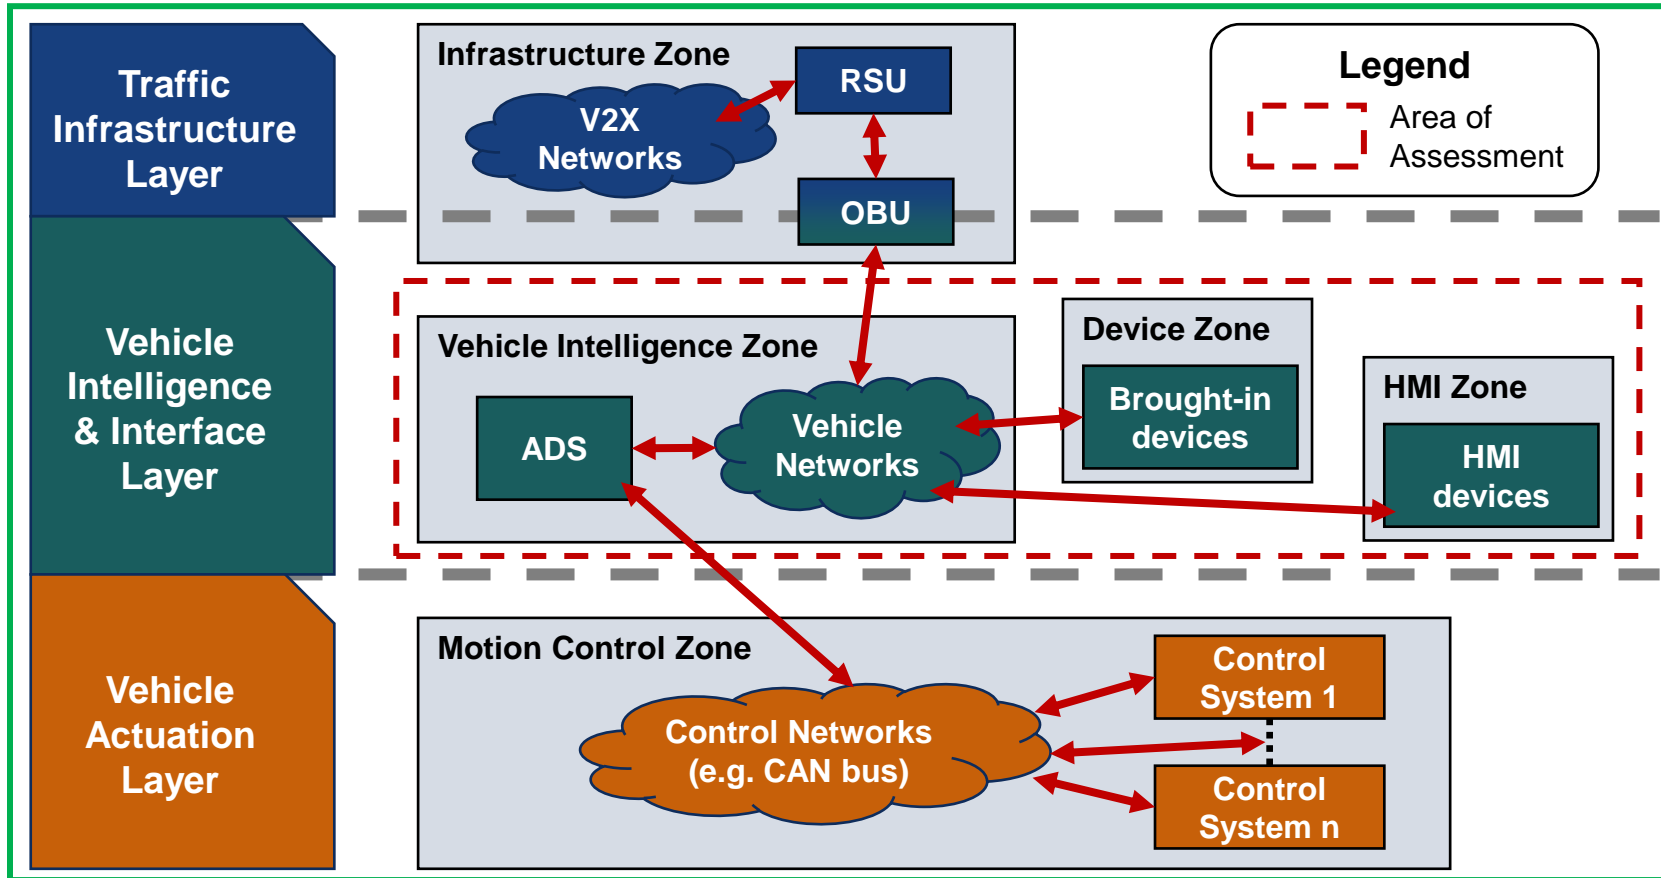 Traffic
Infrastructure
Layer
Infrastructure Zone
V2X
Networks
RSU
OBU
Legend
Area of
Assessment
Vehicle
Intelligence
& Interface
Layer
Vehicle Intelligence Zone
ADS
Vehicle
Networks
Device Zone
Brought-in
devices
HMI Zone
HMI
devices
Vehicle
Actuation
Layer
Motion Control Zone
Control Networks
(e.g. CAN bus)
Control
System 1
Control
System n